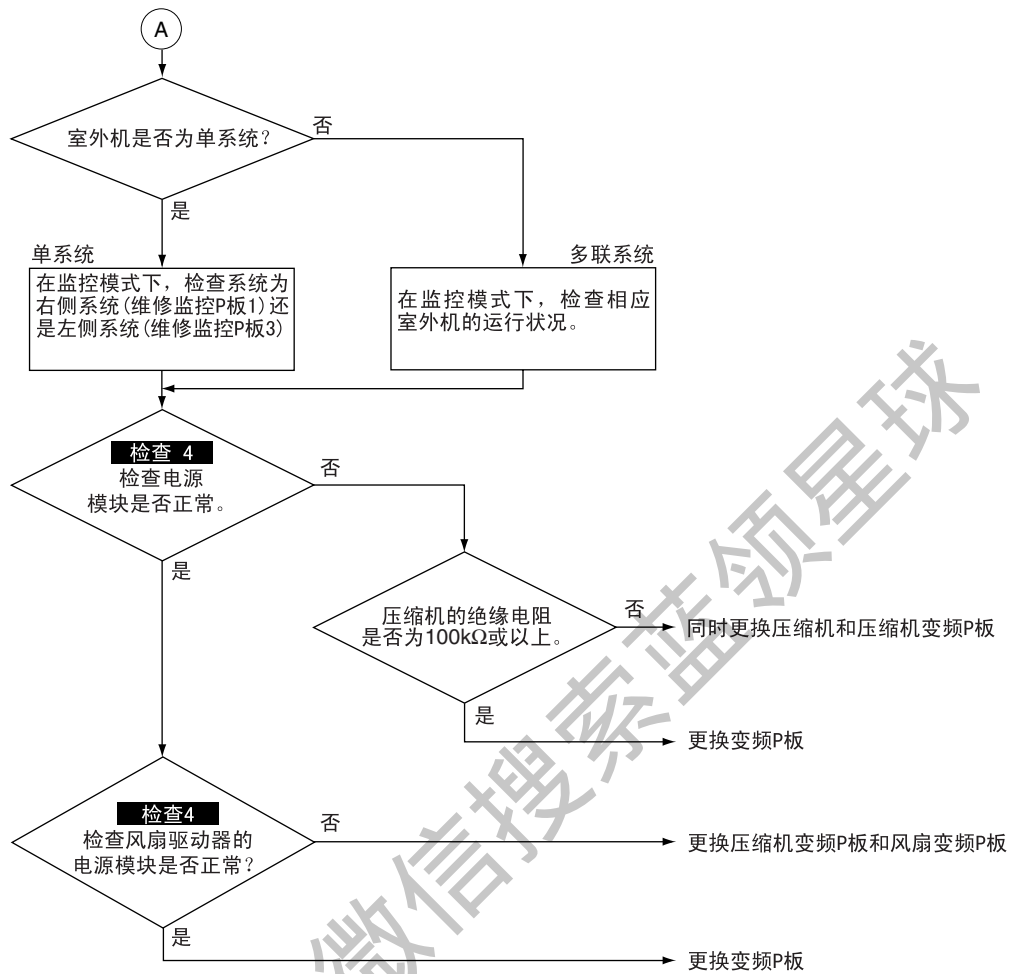 A
室外机是否为单系统？
否
是
单系统
在监控模式下，检查系统为
右侧系统(维修监控P板1)还
是左侧系统(维修监控P板3)
多联系统
在监控模式下，检查相应
室外机的运行状况。
检查 4
检查电源
模块是否正常。
否
是
压缩机的绝缘电阻
是否为100kΩ或以上。
否
同时更换压缩机和压缩机变频P板
是
更换变频P板
检查4
检查风扇驱动器的
电源模块是否正常？
否
更换压缩机变频P板和风扇变频P板
是
更换变频P板
微信搜索蓝领星球